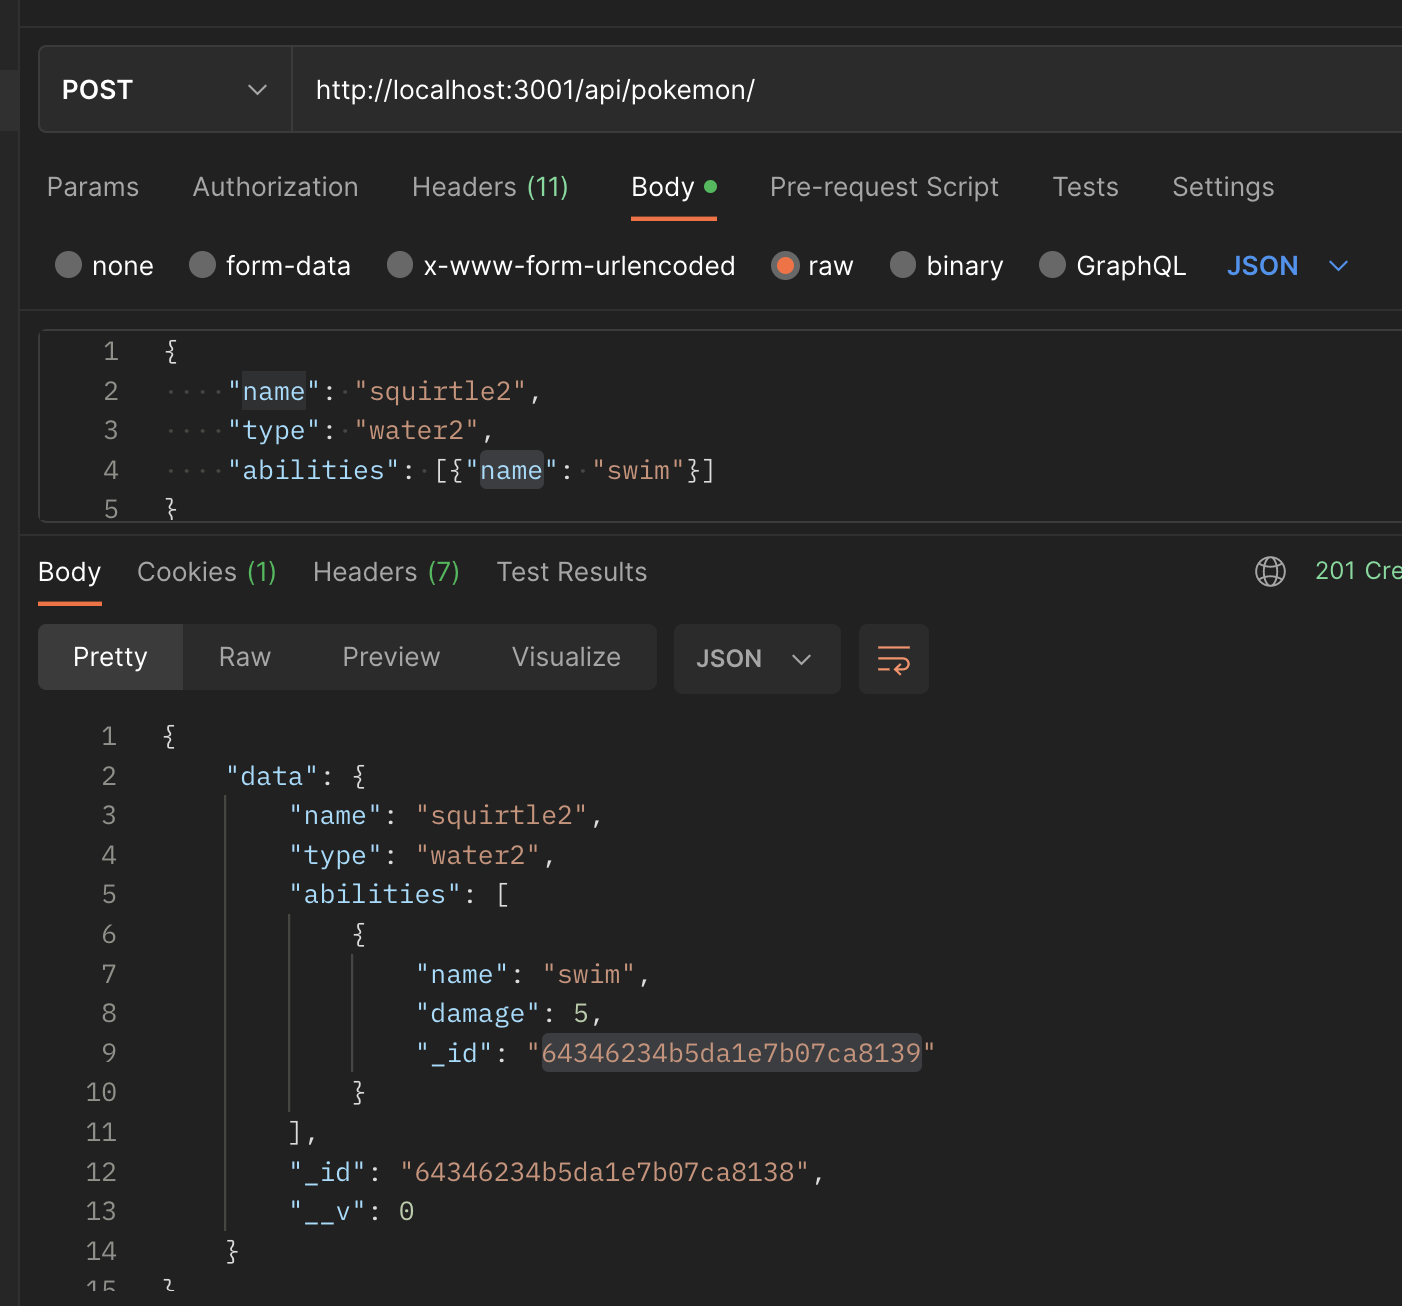 POST http://localhost:3001/api/pokemon/
Params Authorization Headers (11) Body Pre-request Script Tests Settings
none form-data x-www-form-urlencoded raw binary GraphQL JSON
1 {
2 "name": "squirtle2",
3 "type": "water2",
4 "abilities": [{"name": "swim"}]
5 }
Body Cookies (1) Headers (7) Test Results 201 Cre
Pretty Raw Preview Visualize JSON
1 {
2 "data": {
3 "name": "squirtle2",
4 "type": "water2",
5 "abilities": [
6 {
7 "name": "swim",
8 "damage": 5,
9 "_id": "64346234b5da1e7b07ca8139"
10 }
11 ],
12 "_id": "64346234b5da1e7b07ca8138",
13 "__v": 0
14 }
15 }